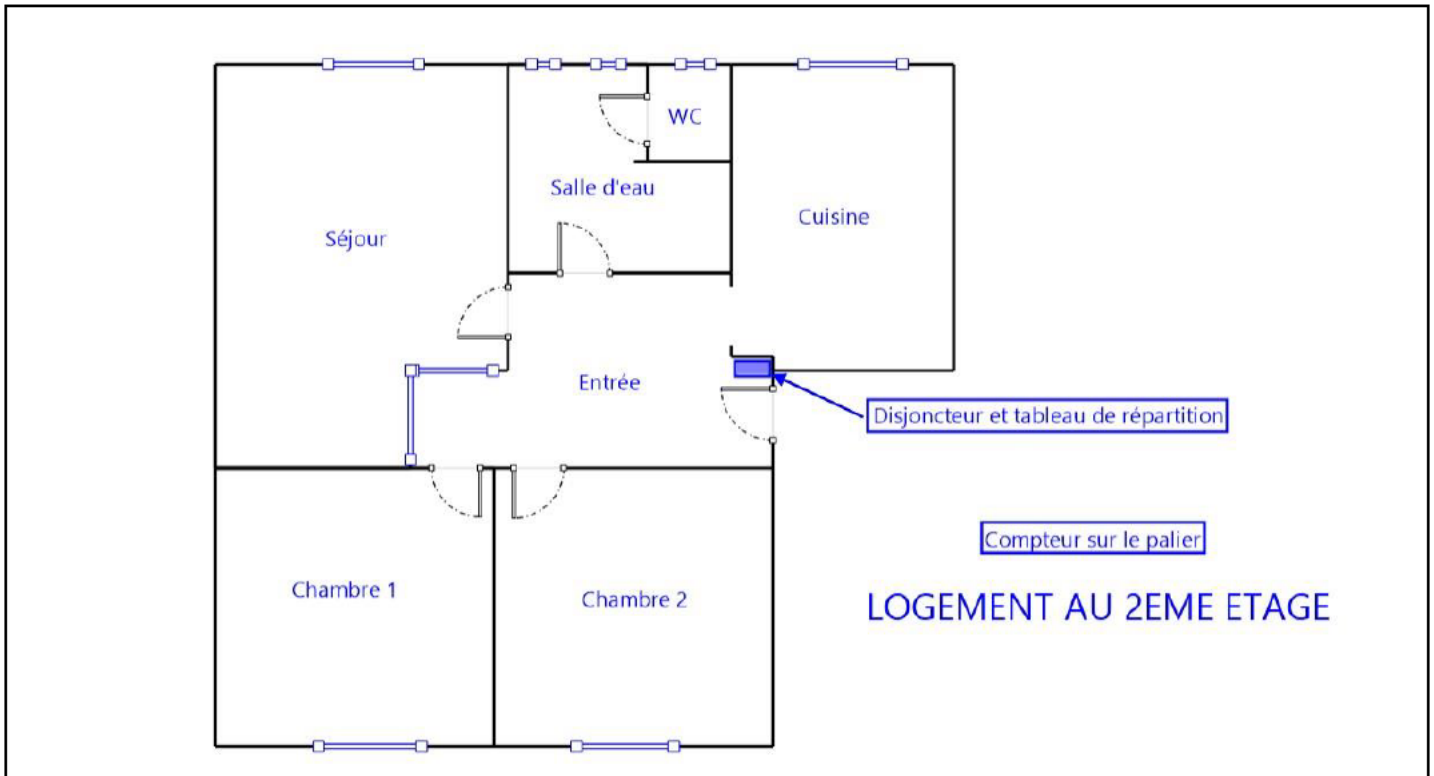 WC
Salle d'eau
Cuisine
Séjour
Entrée
Disjoncteur et tableau de répartition
Compteur sur le palier
Chambre 1
Chambre 2
LOGEMENT AU 2EME ETAGE